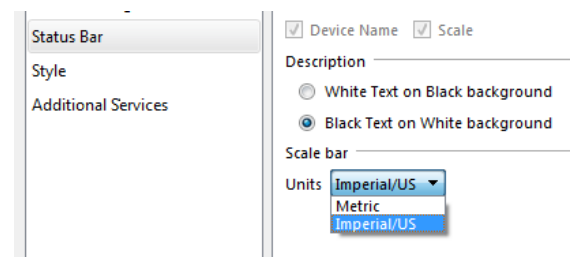 Status Bar
Style
Additional Services
Device Name Scale
Description
White Text on Black background
Black Text on White background
Scale bar
Units Imperial/US
Metric
Imperial/US